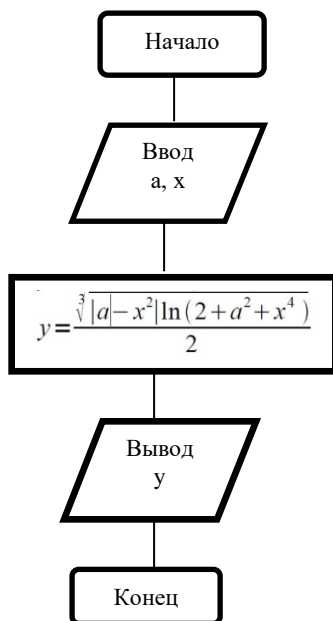 Начало
Ввод
a, x
y = ∛(|a|−x²|ln(2+a²+x⁴))/2
Вывод
y
Конец